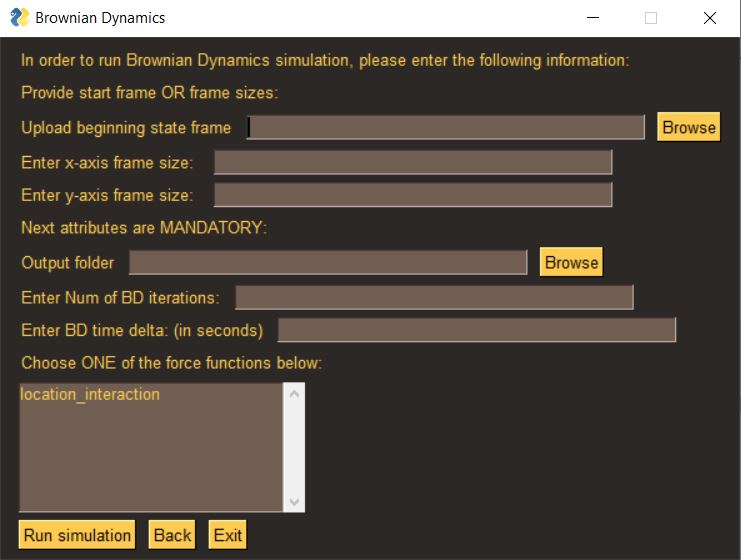 Brownian Dynamics
In order to run Brownian Dynamics simulation, please enter the following information:
Provide start frame OR frame sizes:
Upload beginning state frame Browse
Enter x-axis frame size:
Enter y-axis frame size:
Next attributes are MANDATORY:
Output folder Browse
Enter Num of BD iterations:
Enter BD time delta: (in seconds)
Choose ONE of the force functions below:
location_interaction
Run simulation Back Exit